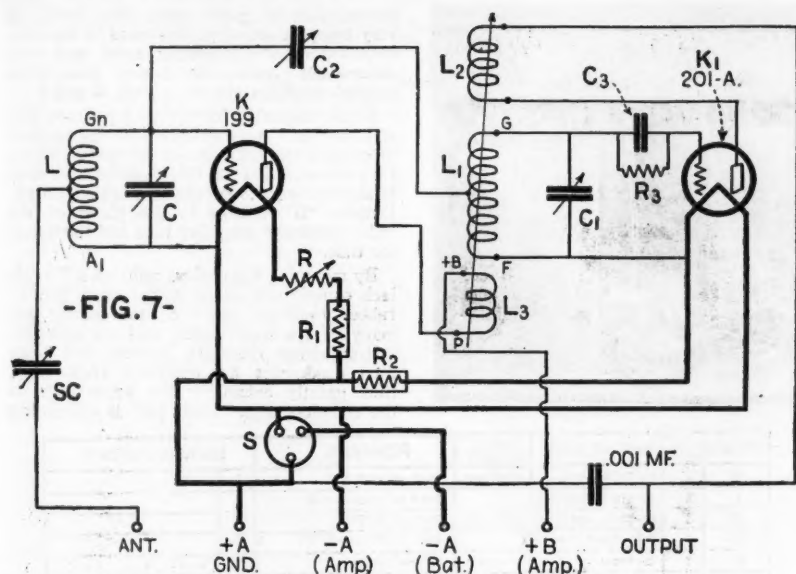 L2
C2
C3
K1
201-A.
K
199
Gn
G
L
C
L1
R3
C1
A1
+B
F
R
-FIG.7-
L3
P
R1
R2
SC
S
.001 MF.
ANT.
+A
GND.
-A
(Amp)
-A
(Bat.)
+B
(Amp.)
OUTPUT